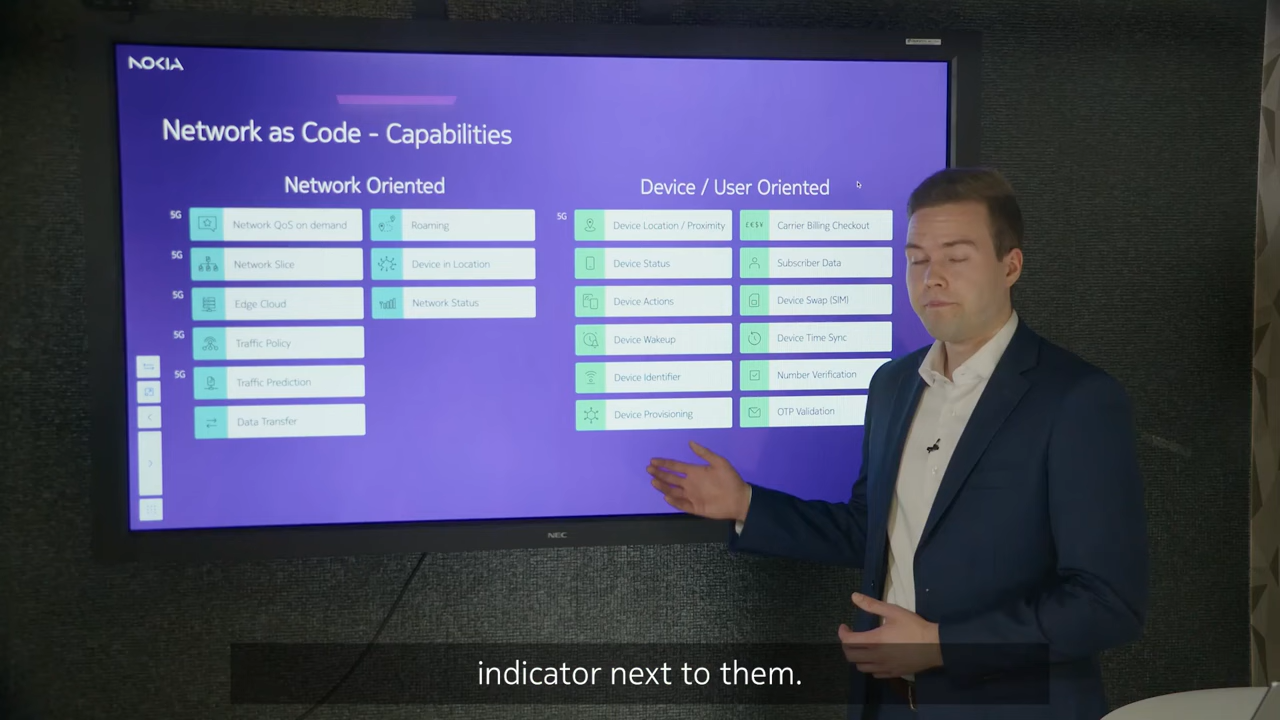 NOKIA
Network as Code - Capabilities
Network Oriented
5G
Network QoS on demand
5G
Network Slice
5G
Edge Cloud
5G
Traffic Policy
5G
Traffic Prediction
Data Transfer
Roaming
Device in Location
Network Status
Device / User Oriented
5G
Device Location / Proximity
Device Status
Device Actions
Device Wakeup
Device Identifier
Device Provisioning
£€$¥
Carrier Billing Checkout
Subscriber Data
Device Swap (SIM)
Device Time Sync
Number Verification
OTP Validation
NEC
indicator next to them.